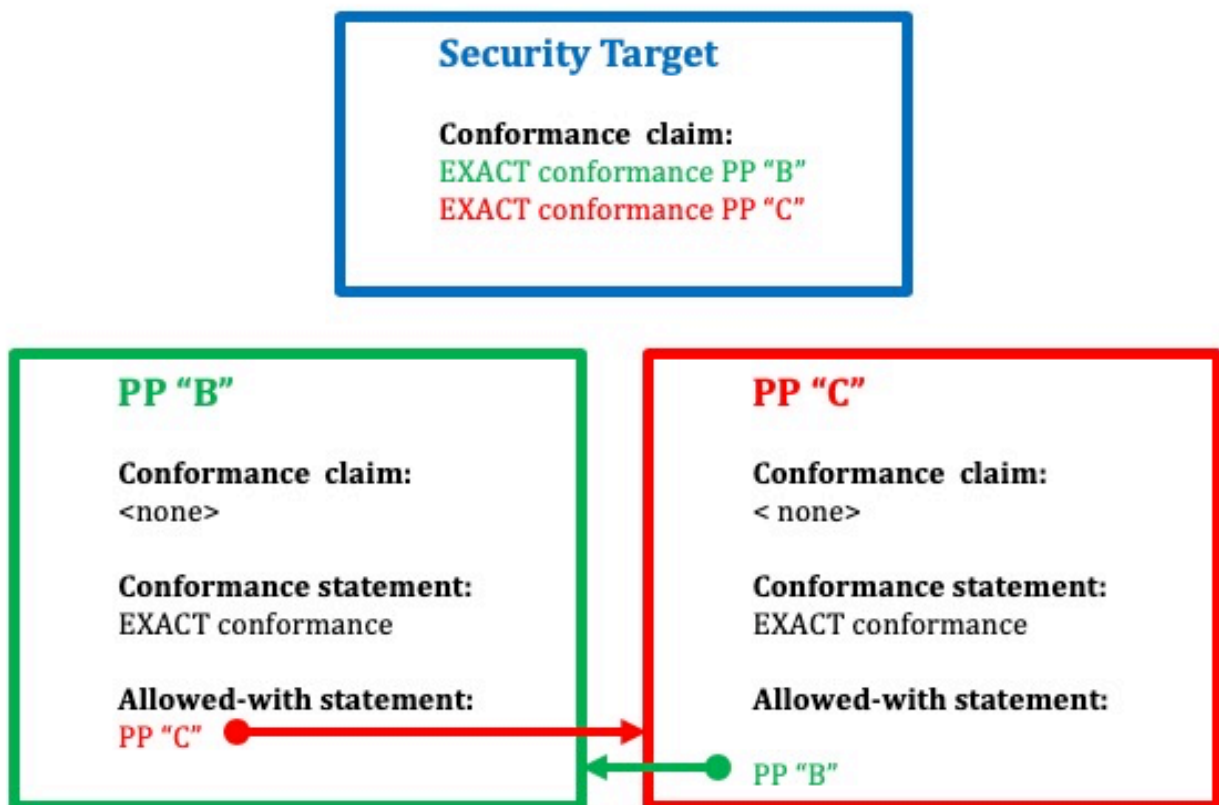 Security Target
Conformance claim:
EXACT conformance PP “B”
EXACT conformance PP “C”
PP “B”
Conformance claim:
<none>
Conformance statement:
EXACT conformance
Allowed-with statement:
PP “C”
PP “C”
Conformance claim:
< none>
Conformance statement:
EXACT conformance
Allowed-with statement:
PP “B”